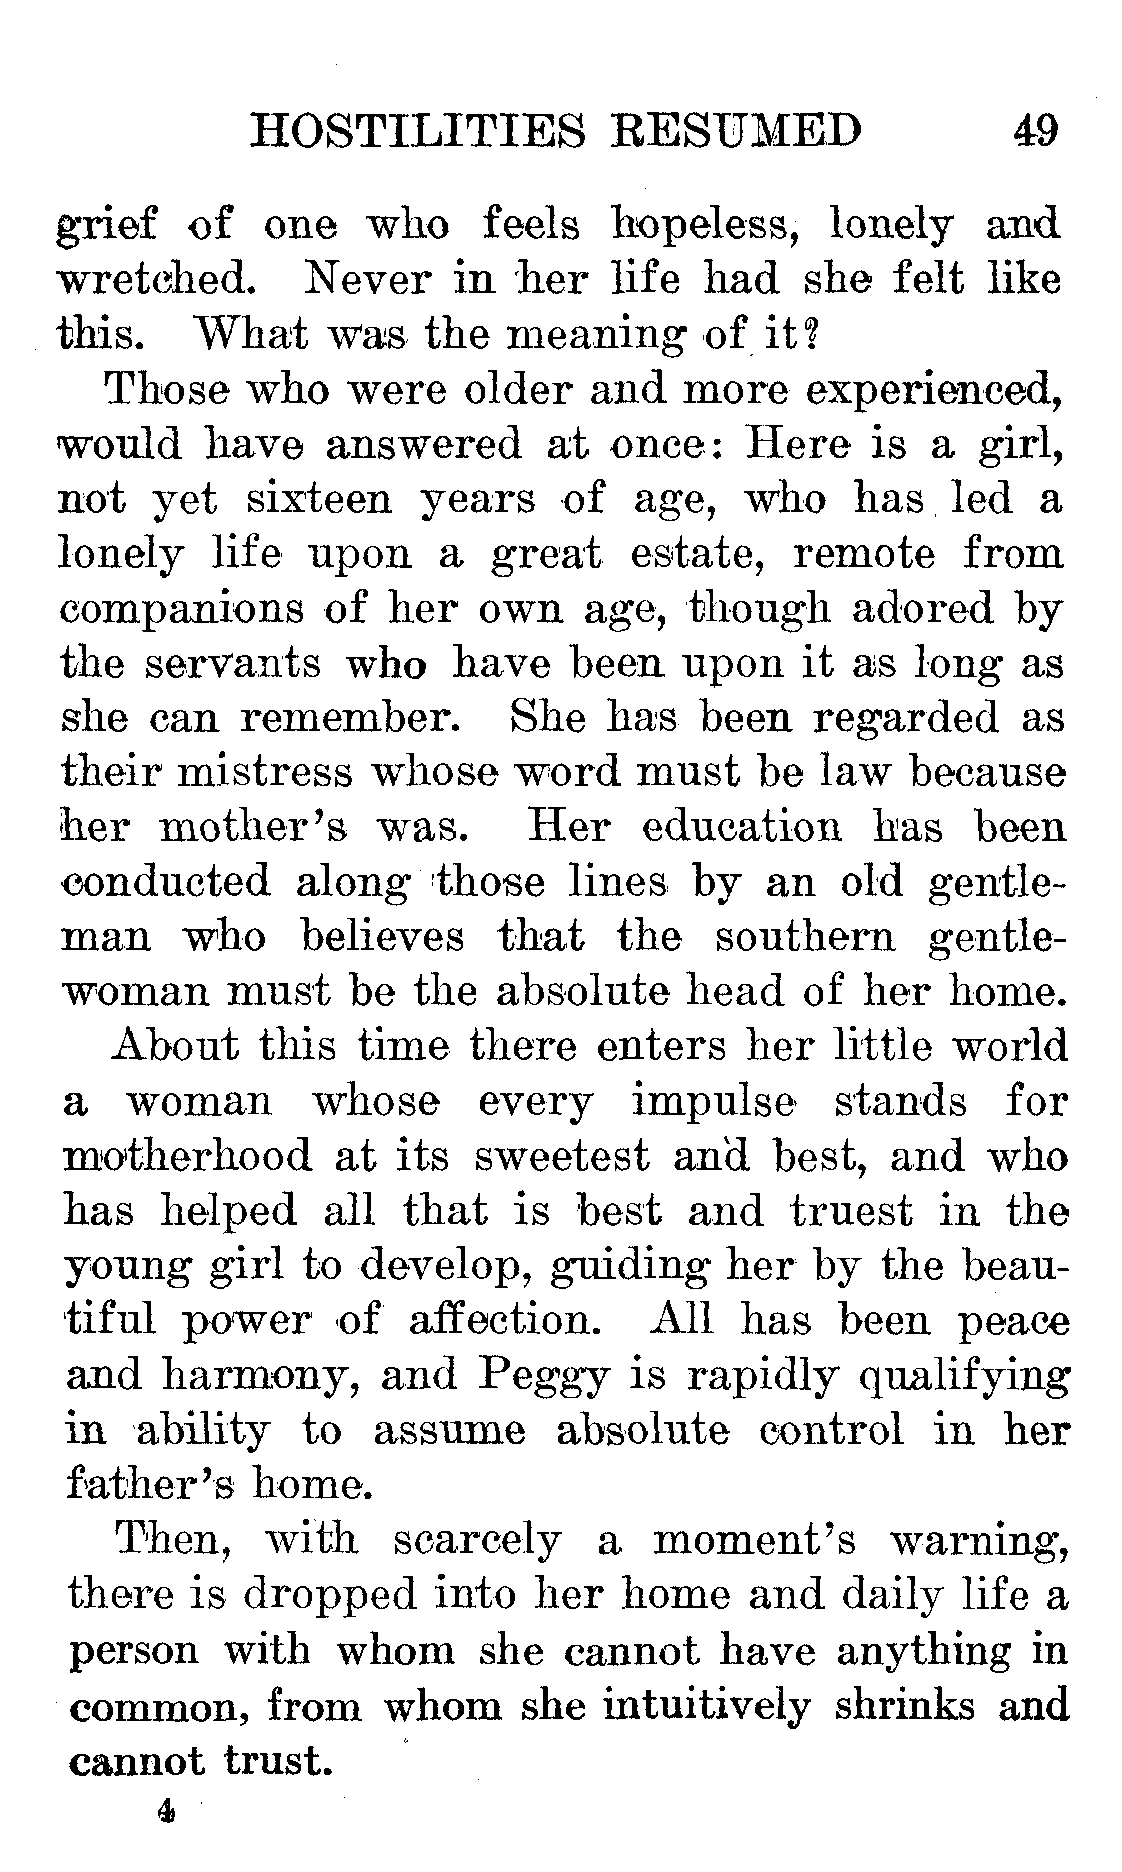 HOSTILITIES RESUMED 49
grief of one who feels hopeless, lonely and
wretched. Never in her life had she felt like
this. What was the meaning of it?
Those who were older and more experienced,
would have answered at once: Here is a girl,
not yet sixteen years of age, who has led a
lonely life upon a great estate, remote from
companions of her own age, though adored by
the servants who have been upon it as long as
she can remember. She has been regarded as
their mistress whose word must be law because
her mother's was. Her education has been
conducted along those lines by an old gentle-
man who believes that the southern gentle-
woman must be the absolute head of her home.
About this time there enters her little world
a woman whose every impulse stands for
motherhood at its sweetest and best, and who
has helped all that is best and truest in the
young girl to develop, guiding her by the beau-
tiful power of affection. All has been peace
and harmony, and Peggy is rapidly qualifying
in ability to assume absolute control in her
father's home.
Then, with scarcely a moment's warning,
there is dropped into her home and daily life a
person with whom she cannot have anything in
common, from whom she intuitively shrinks and
cannot trust.
4